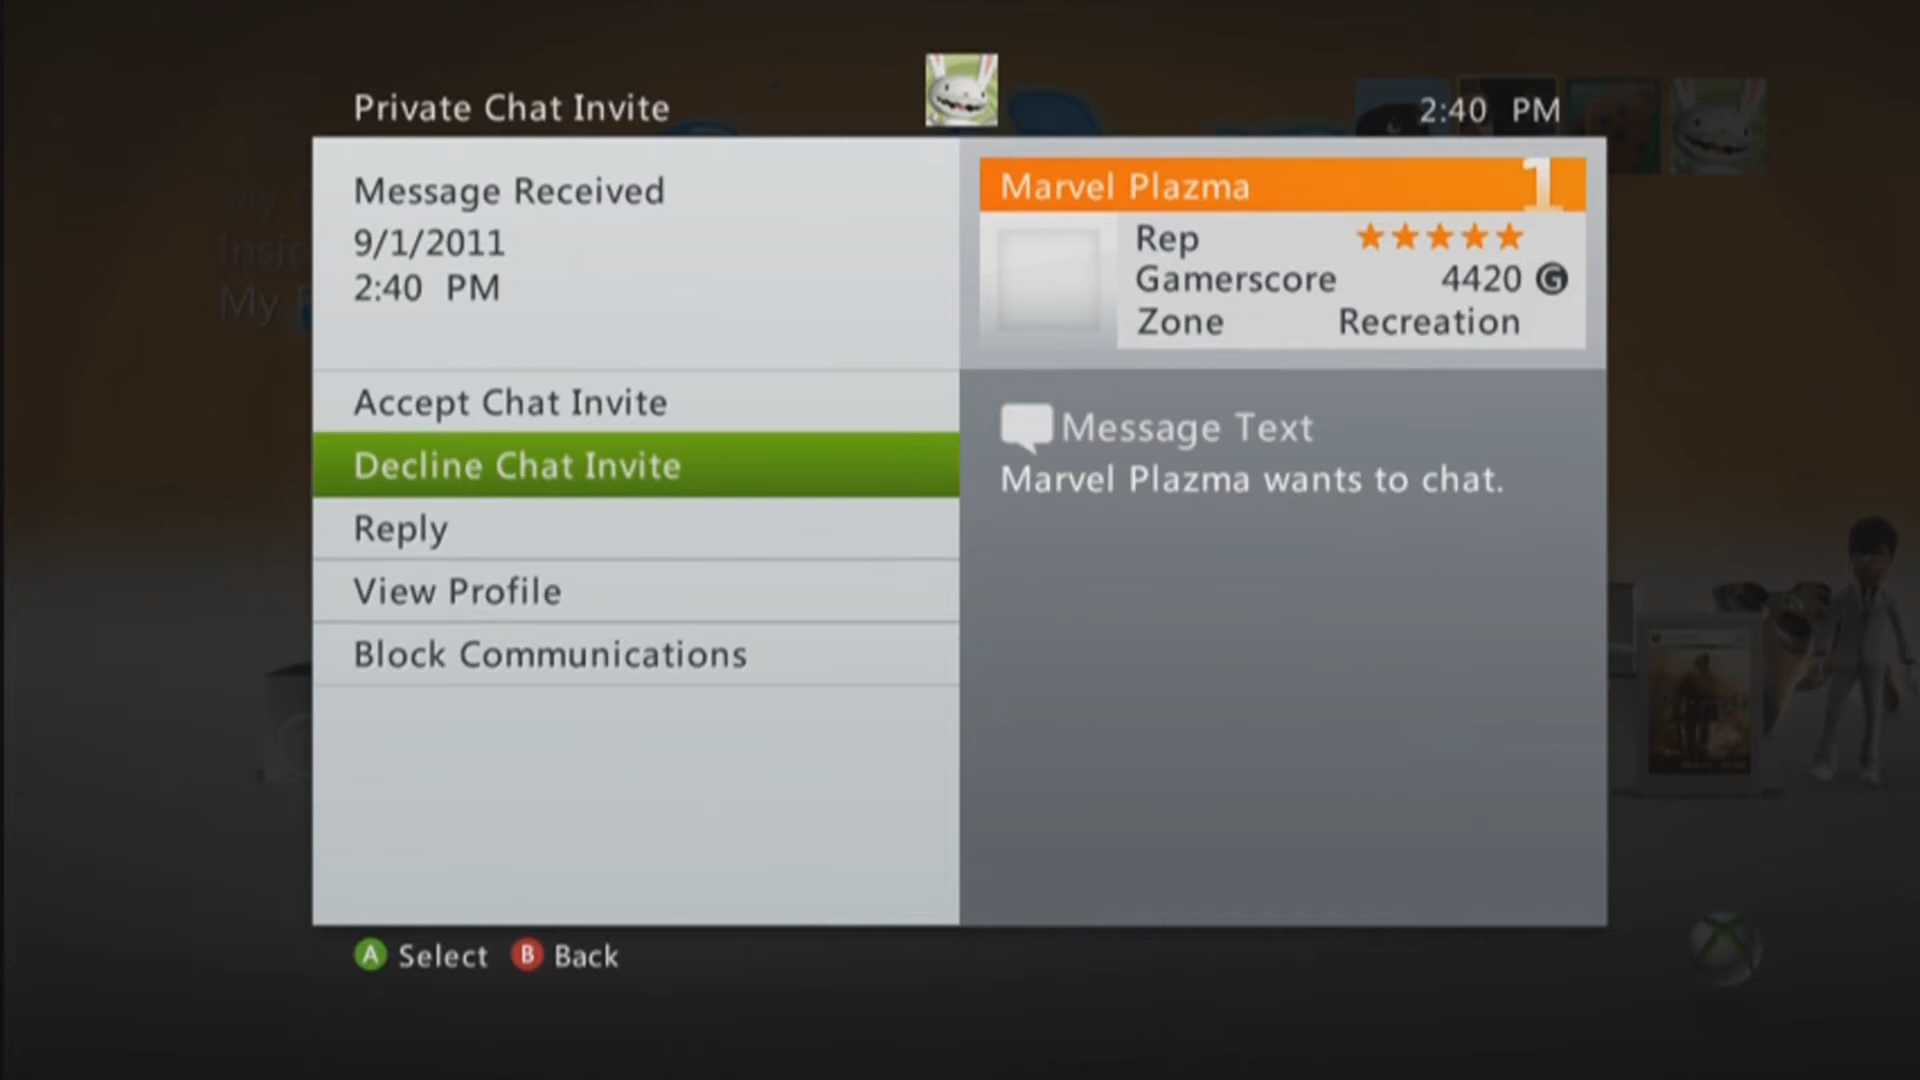 Private Chat Invite
2:40 PM
Message Received
9/1/2011
2:40 PM
Accept Chat Invite
Decline Chat Invite
Reply
View Profile
Block Communications
Marvel Plazma
1
Rep
Gamerscore 4420 G
Zone Recreation
Message Text
Marvel Plazma wants to chat.
My
A Select B Back